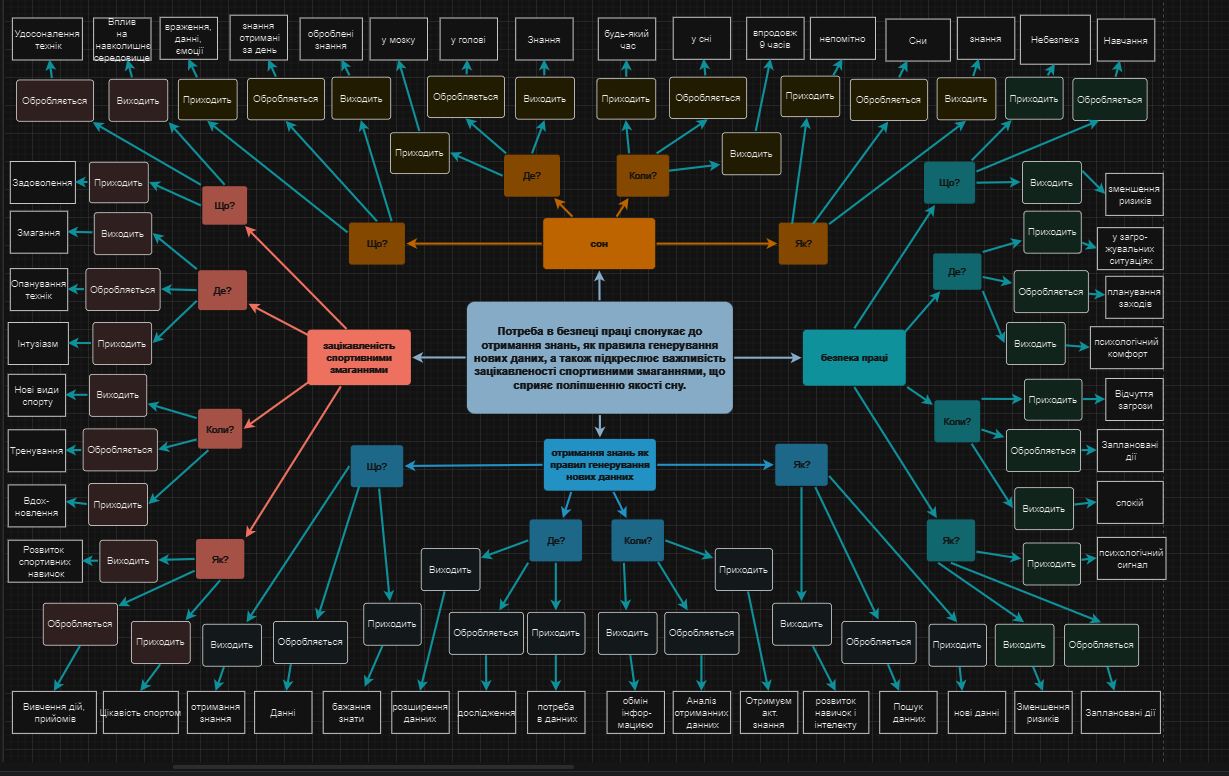 Удосоналення
технік
Вплив
на
навколишнє
середовище
враження,
данні,
ємоції
знання
отримані
за день
оброблені
знання
у мозку
у голові
Знання
будь-який
час
у сні
впродовж
9 часів
непомітно
Сни
знання
Небезпека
Навчання
Обробляється
Виходить
Приходить
Обробляється
Виходить
Обробляється
Виходить
Приходить
Обробляється
Приходить
Обробляється
Виходить
Приходить
Обробляється
Приходить
Виходить
Де?
Коли?
Що?
Задоволення
Приходить
Виходить
зменшення
ризиків
Що?
Змагання
Виходить
Приходить
у загро-
жувальних
ситуаціях
Що?
сон
Як?
Де?
Опанування
технік
Обробляється
Де?
Обробляється
планування
заходів
Інтузіазм
Приходить
Виходить
психологічний
комфорт
зацікавленість
спортивними
змаганнями
Потреба в безпеці праці спонукає до
отримання знань, як правила генерування
нових даних, а також підкреслює важливість
зацікавленості спортивними змаганнями, що
сприяє поліпшенню якості сну.
безпека праці
Нові види
спорту
Виходить
Приходить
Відчуття
загрози
Коли?
Коли?
Тренування
Обробляється
Обробляється
Заплановані
дії
Що?
отримання знань як
правил генерування
нових данних
Як?
Вдох-
новлення
Приходить
Виходить
спокій
Де?
Коли?
Як?
Розвиток
спортивних
навичок
Виходить
Як?
Виходить
Приходить
Приходить
психологічний
сигнал
Обробляється
Приходить
Виходить
Обробляється
Приходить
Обробляється
Приходить
Виходить
Обробляється
Виходить
Обробляється
Приходить
Виходить
Обробляється
Вивчення дій,
прийомів
Цікавість спортом
отримання
знання
Данні
бажання
знати
розширення
данних
дослідження
потреба
в данних
обмін
інфор-
мацією
Аналіз
отриманних
данних
Отримуєм
акт.
знання
розвиток
навичок і
інтелекту
Пошук
данних
нові данні
Зменшення
ризиків
Заплановані дії